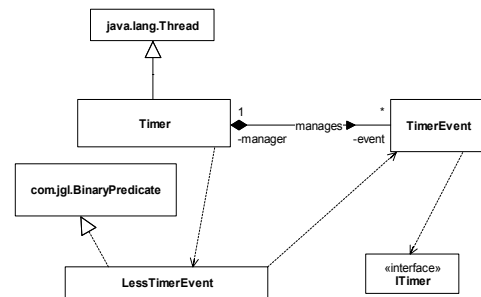 java.lang.Thread
Timer
1
manages
*
-manager
-event
TimerEvent
com.jgl.BinaryPredicate
«interface»
ITimer
LessTimerEvent